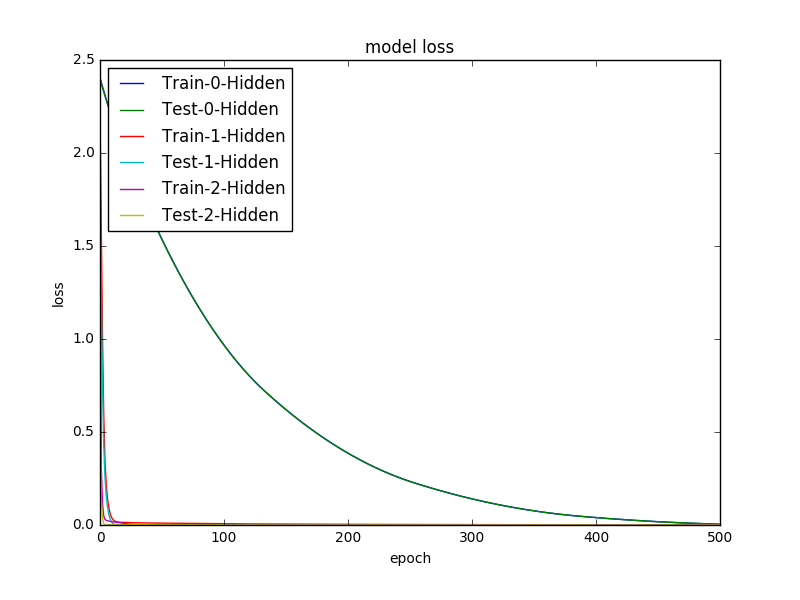 model loss
2.5
2.0
1.5
1.0
0.5
0.0
loss
Train-0-Hidden
Test-0-Hidden
Train-1-Hidden
Test-1-Hidden
Train-2-Hidden
Test-2-Hidden
0 100 200 300 400 500
epoch